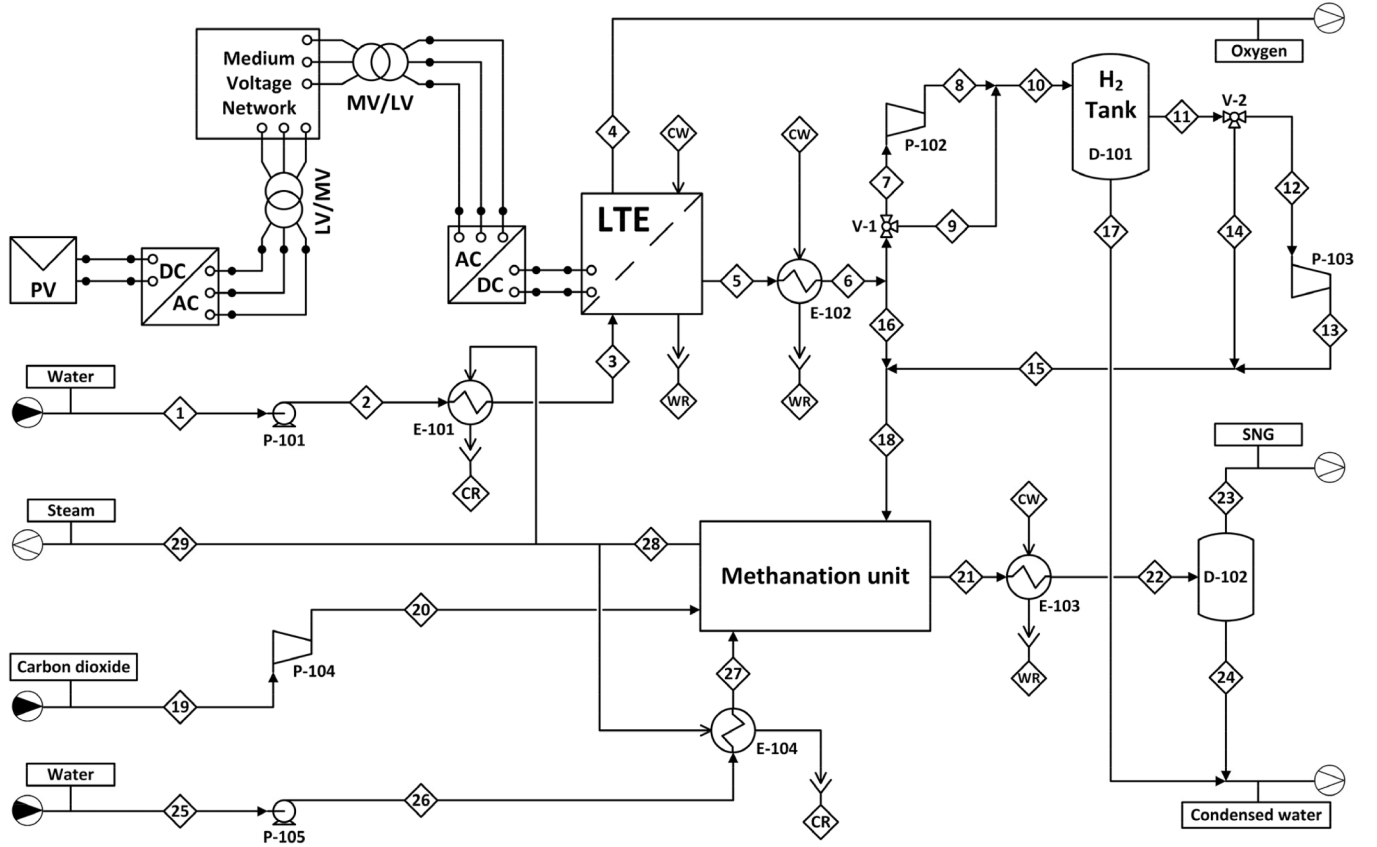 Medium
Voltage
Network
MV/LV
LV/MV
PV
DC
AC
AC
DC
LTE
4
CW
CW
Oxygen
8
10
H₂
Tank
D-101
11
V-2
P-102
7
V-1
9
17
14
12
P-103
13
5
6
E-102
16
15
3
WR
WR
Water
1
P-101
2
E-101
CR
18
SNG
23
Steam
29
28
Methanation unit
CW
21
E-103
22
D-102
WR
24
20
P-104
Carbon dioxide
19
27
E-104
CR
Water
25
P-105
26
Condensed water